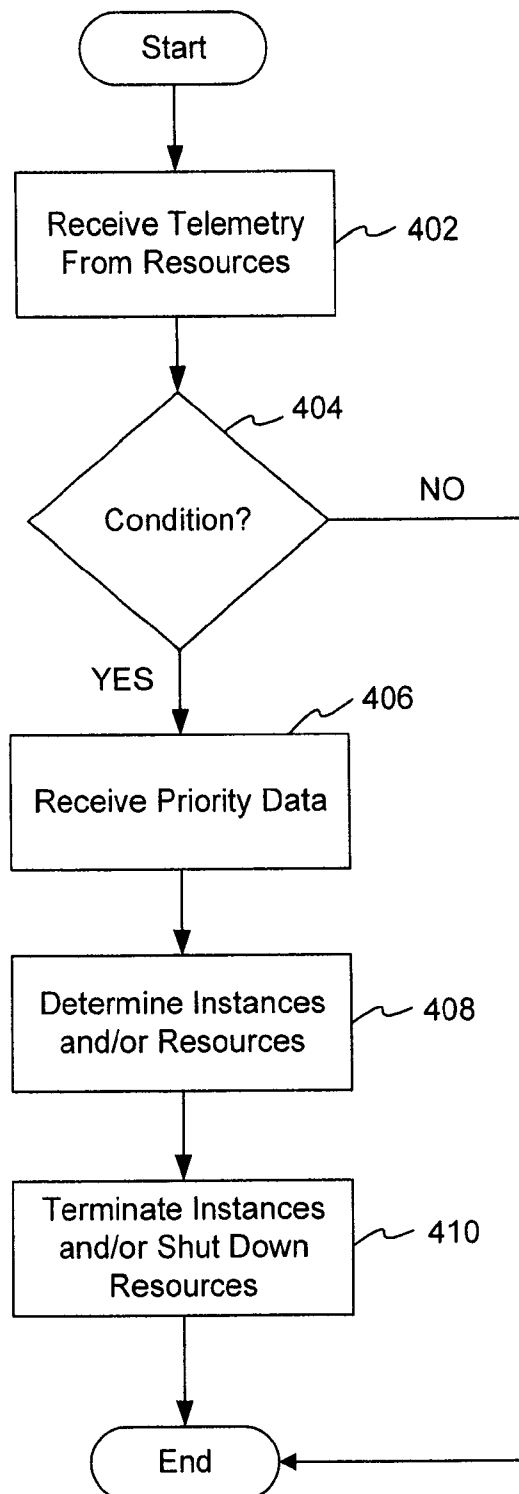 Start
Receive Telemetry
From Resources
402
404
Condition?
NO
YES
406
Receive Priority Data
Determine Instances
and/or Resources
408
Terminate Instances
and/or Shut Down
Resources
410
End